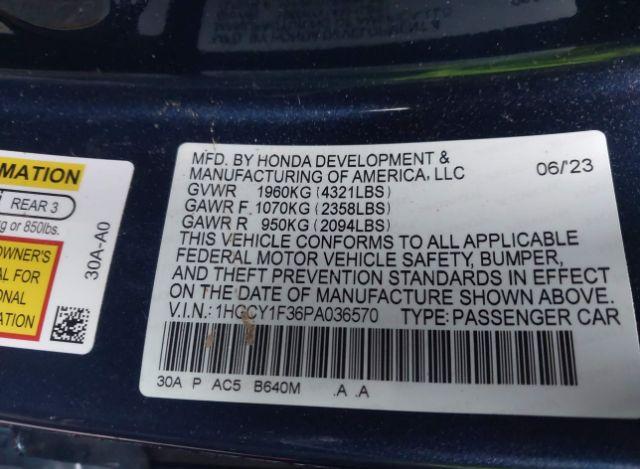 MFD. BY HONDA DEVELOPMENT &
MANUFACTURING OF AMERICA, LLC 06/'23
GVWR 1960KG (4321LBS)
GAWR F 1070KG (2358LBS)
GAWR R 950KG (2094LBS)
THIS VEHICLE CONFORMS TO ALL APPLICABLE
FEDERAL MOTOR VEHICLE SAFETY, BUMPER,
AND THEFT PREVENTION STANDARDS IN EFFECT
ON THE DATE OF MANUFACTURE SHOWN ABOVE.
V.I.N.: 1HGCY1F36PA036570 TYPE: PASSENGER CAR
30A P AC5 B640M .A .A
RMATION
REAR 3
g or 850lbs.
OWNER'S
AL FOR
ONAL
MATION
30A-A0